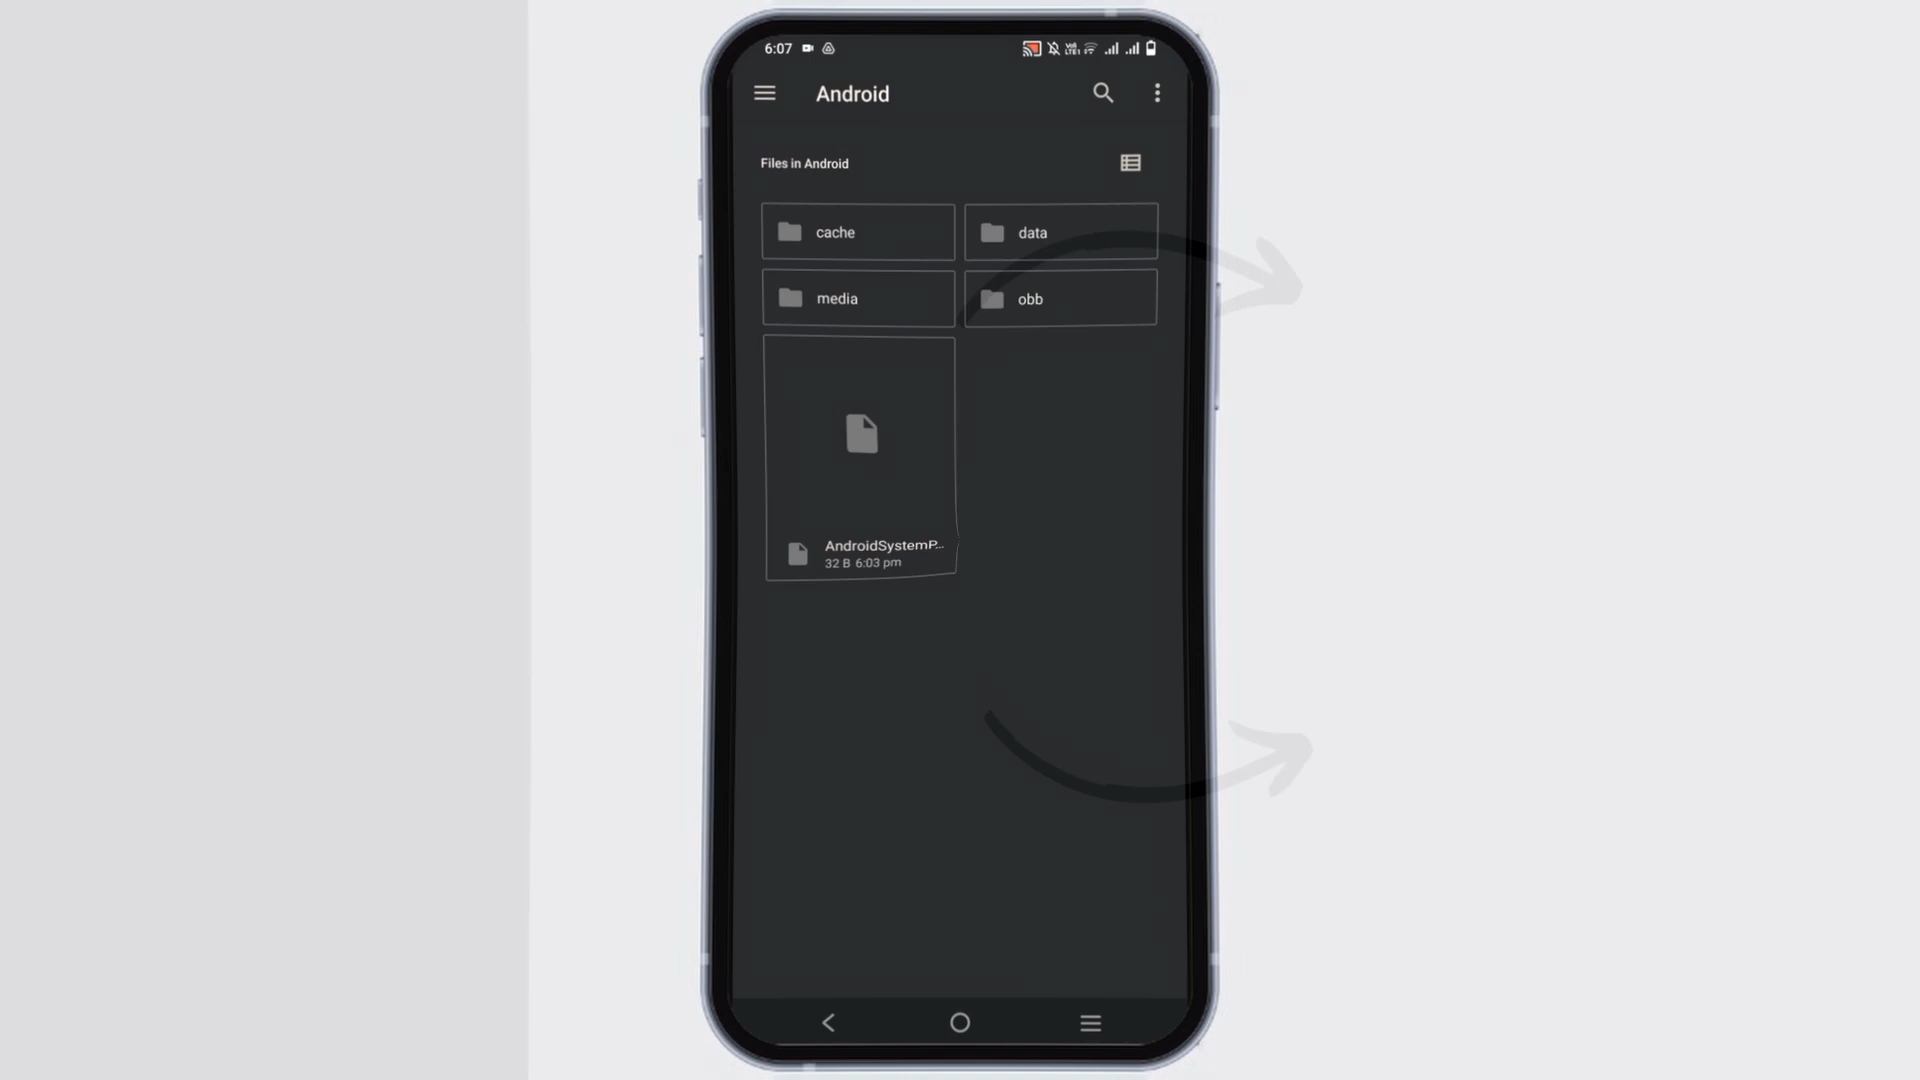 6:07
Android
Files in Android
cache
data
media
obb
AndroidSystemP...
32 B 6:03 pm